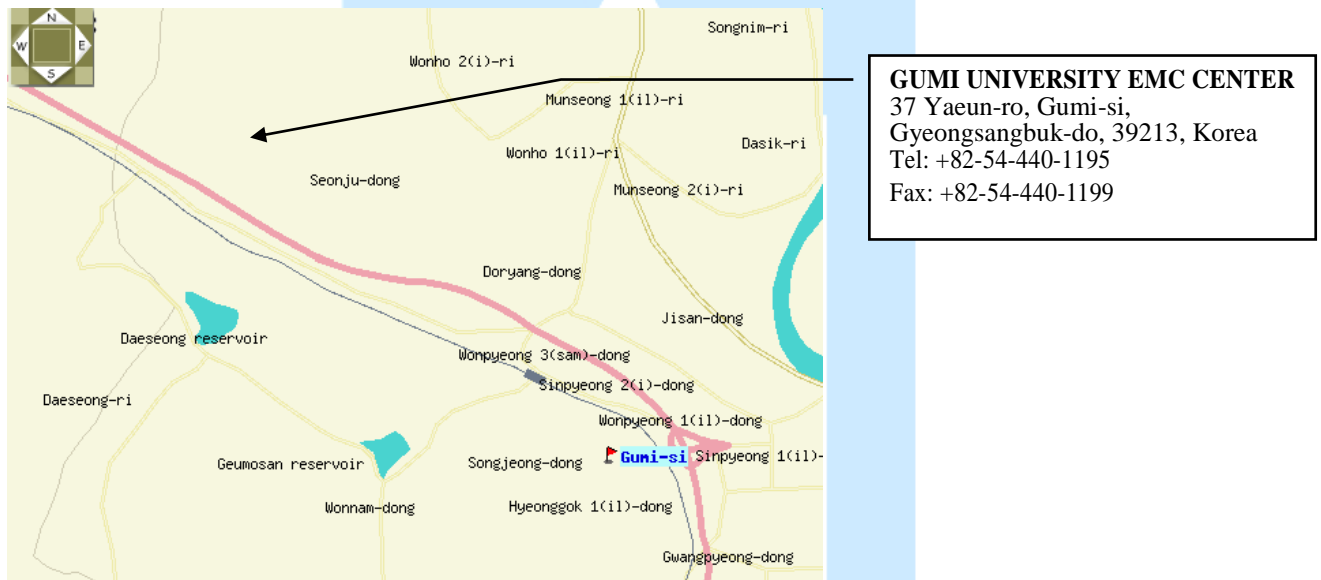 N
W
E
S
Songnim-ri
Wonho 2(i)-ri
Munseong 1(il)-ri
Dasik-ri
Wonho 1(il)-ri
Seonju-dong
Munseong 2(i)-ri
Doryang-dong
Jisan-dong
Daeseong reservoir
Wonpyeong 3(sam)-dong
Sinpyeong 2(i)-dong
Daeseong-ri
Wonpyeong 1(il)-dong
Geumosan reservoir
Songjeong-dong
Gumi-si
Sinpyeong 1(il)-
Wonnam-dong
Hyeonggok 1(il)-dong
Gwangpyeong-dong
GUMI UNIVERSITY EMC CENTER
37 Yaeun-ro, Gumi-si,
Gyeongsangbuk-do, 39213, Korea
Tel: +82-54-440-1195
Fax: +82-54-440-1199